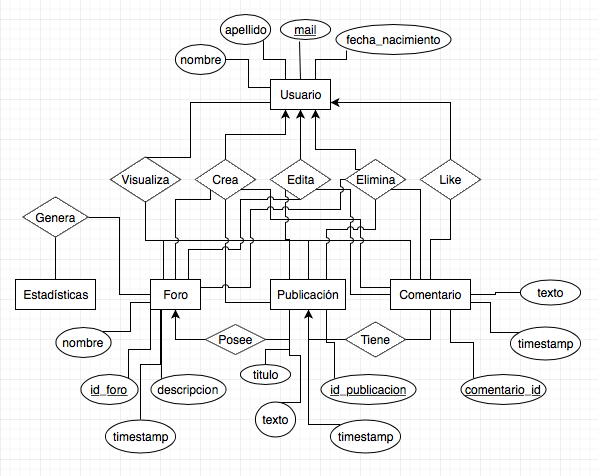 apellido
mail
fecha_nacimiento
nombre
Usuario
Visualiza
Crea
Edita
Elimina
Like
Genera
Estadísticas
Foro
Publicación
Comentario
texto
nombre
Posee
Tiene
timestamp
titulo
id_foro
descripcion
id_publicacion
comentario_id
texto
timestamp
timestamp